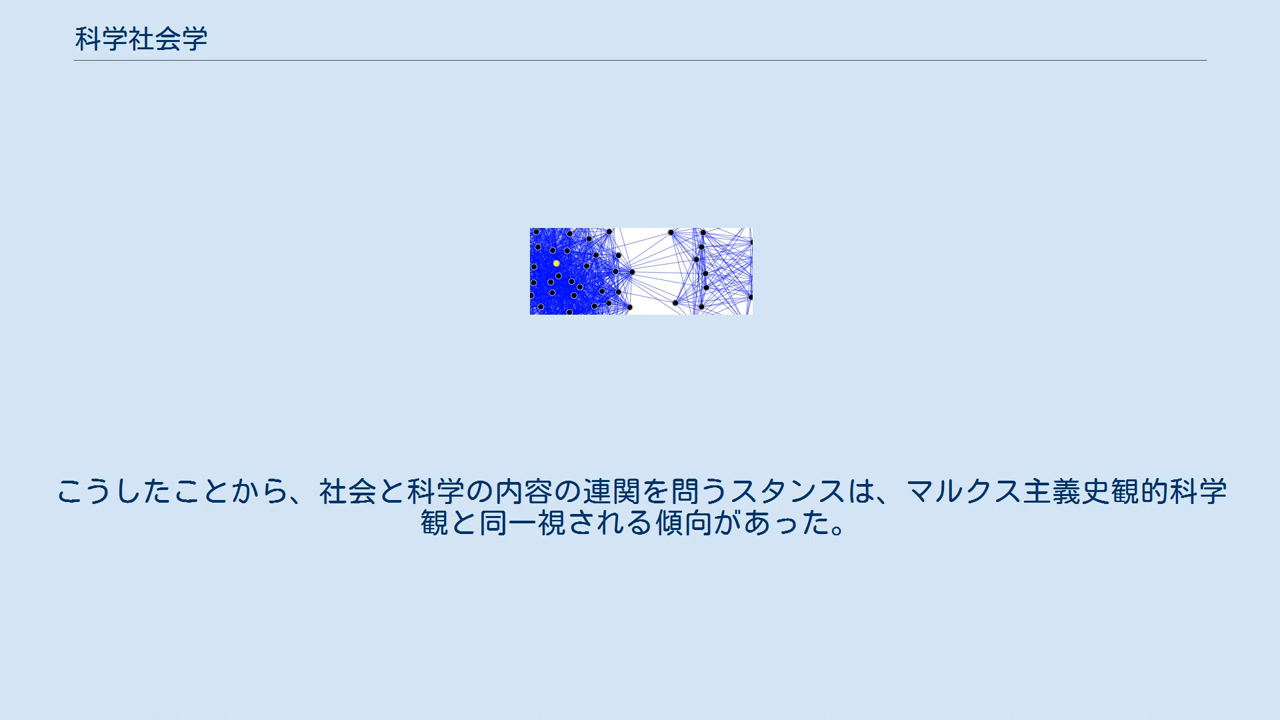 科学社会学
こうしたことから、社会と科学の内容の連関を問うスタンスは、マルクス主義史観的科学
観と同一視される傾向があった。